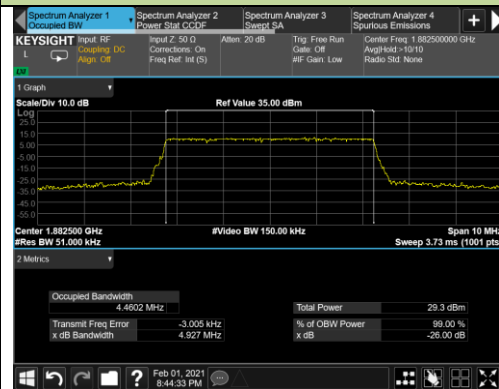 Spectrum Analyzer 1
Occupied BW
Spectrum Analyzer 2
Power Stat CCDF
Spectrum Analyzer 3
Swept SA
Spectrum Analyzer 4
Spurious Emissions
KEYSIGHT
L
Input: RF
Coupling: DC
Align: Off
Input Z: 50 Ω
Corrections: On
Freq Ref: Int (S)
Atten: 20 dB
Trig: Free Run
Gate: Off
#IF Gain: Low
Center Freq: 1.882500000 GHz
Avg|Hold:>10/10
Radio Std: None
1 Graph
Scale/Div 10.0 dB
Ref Value 35.00 dBm
Log
25.0
15.0
5.00
-5.00
-15.0
-25.0
-35.0
-45.0
-55.0
Center 1.882500 GHz
#Video BW 150.00 kHz
Span 10 MHz
#Res BW 51.000 kHz
Sweep 3.73 ms (1001 pts
2 Metrics
Occupied Bandwidth
4.4602 MHz
Total Power
29.3 dBm
Transmit Freq Error
-3.005 kHz
% of OBW Power
99.00 %
x dB Bandwidth
4.927 MHz
x dB
-26.00 dB
Feb 01, 2021
8:44:33 PM